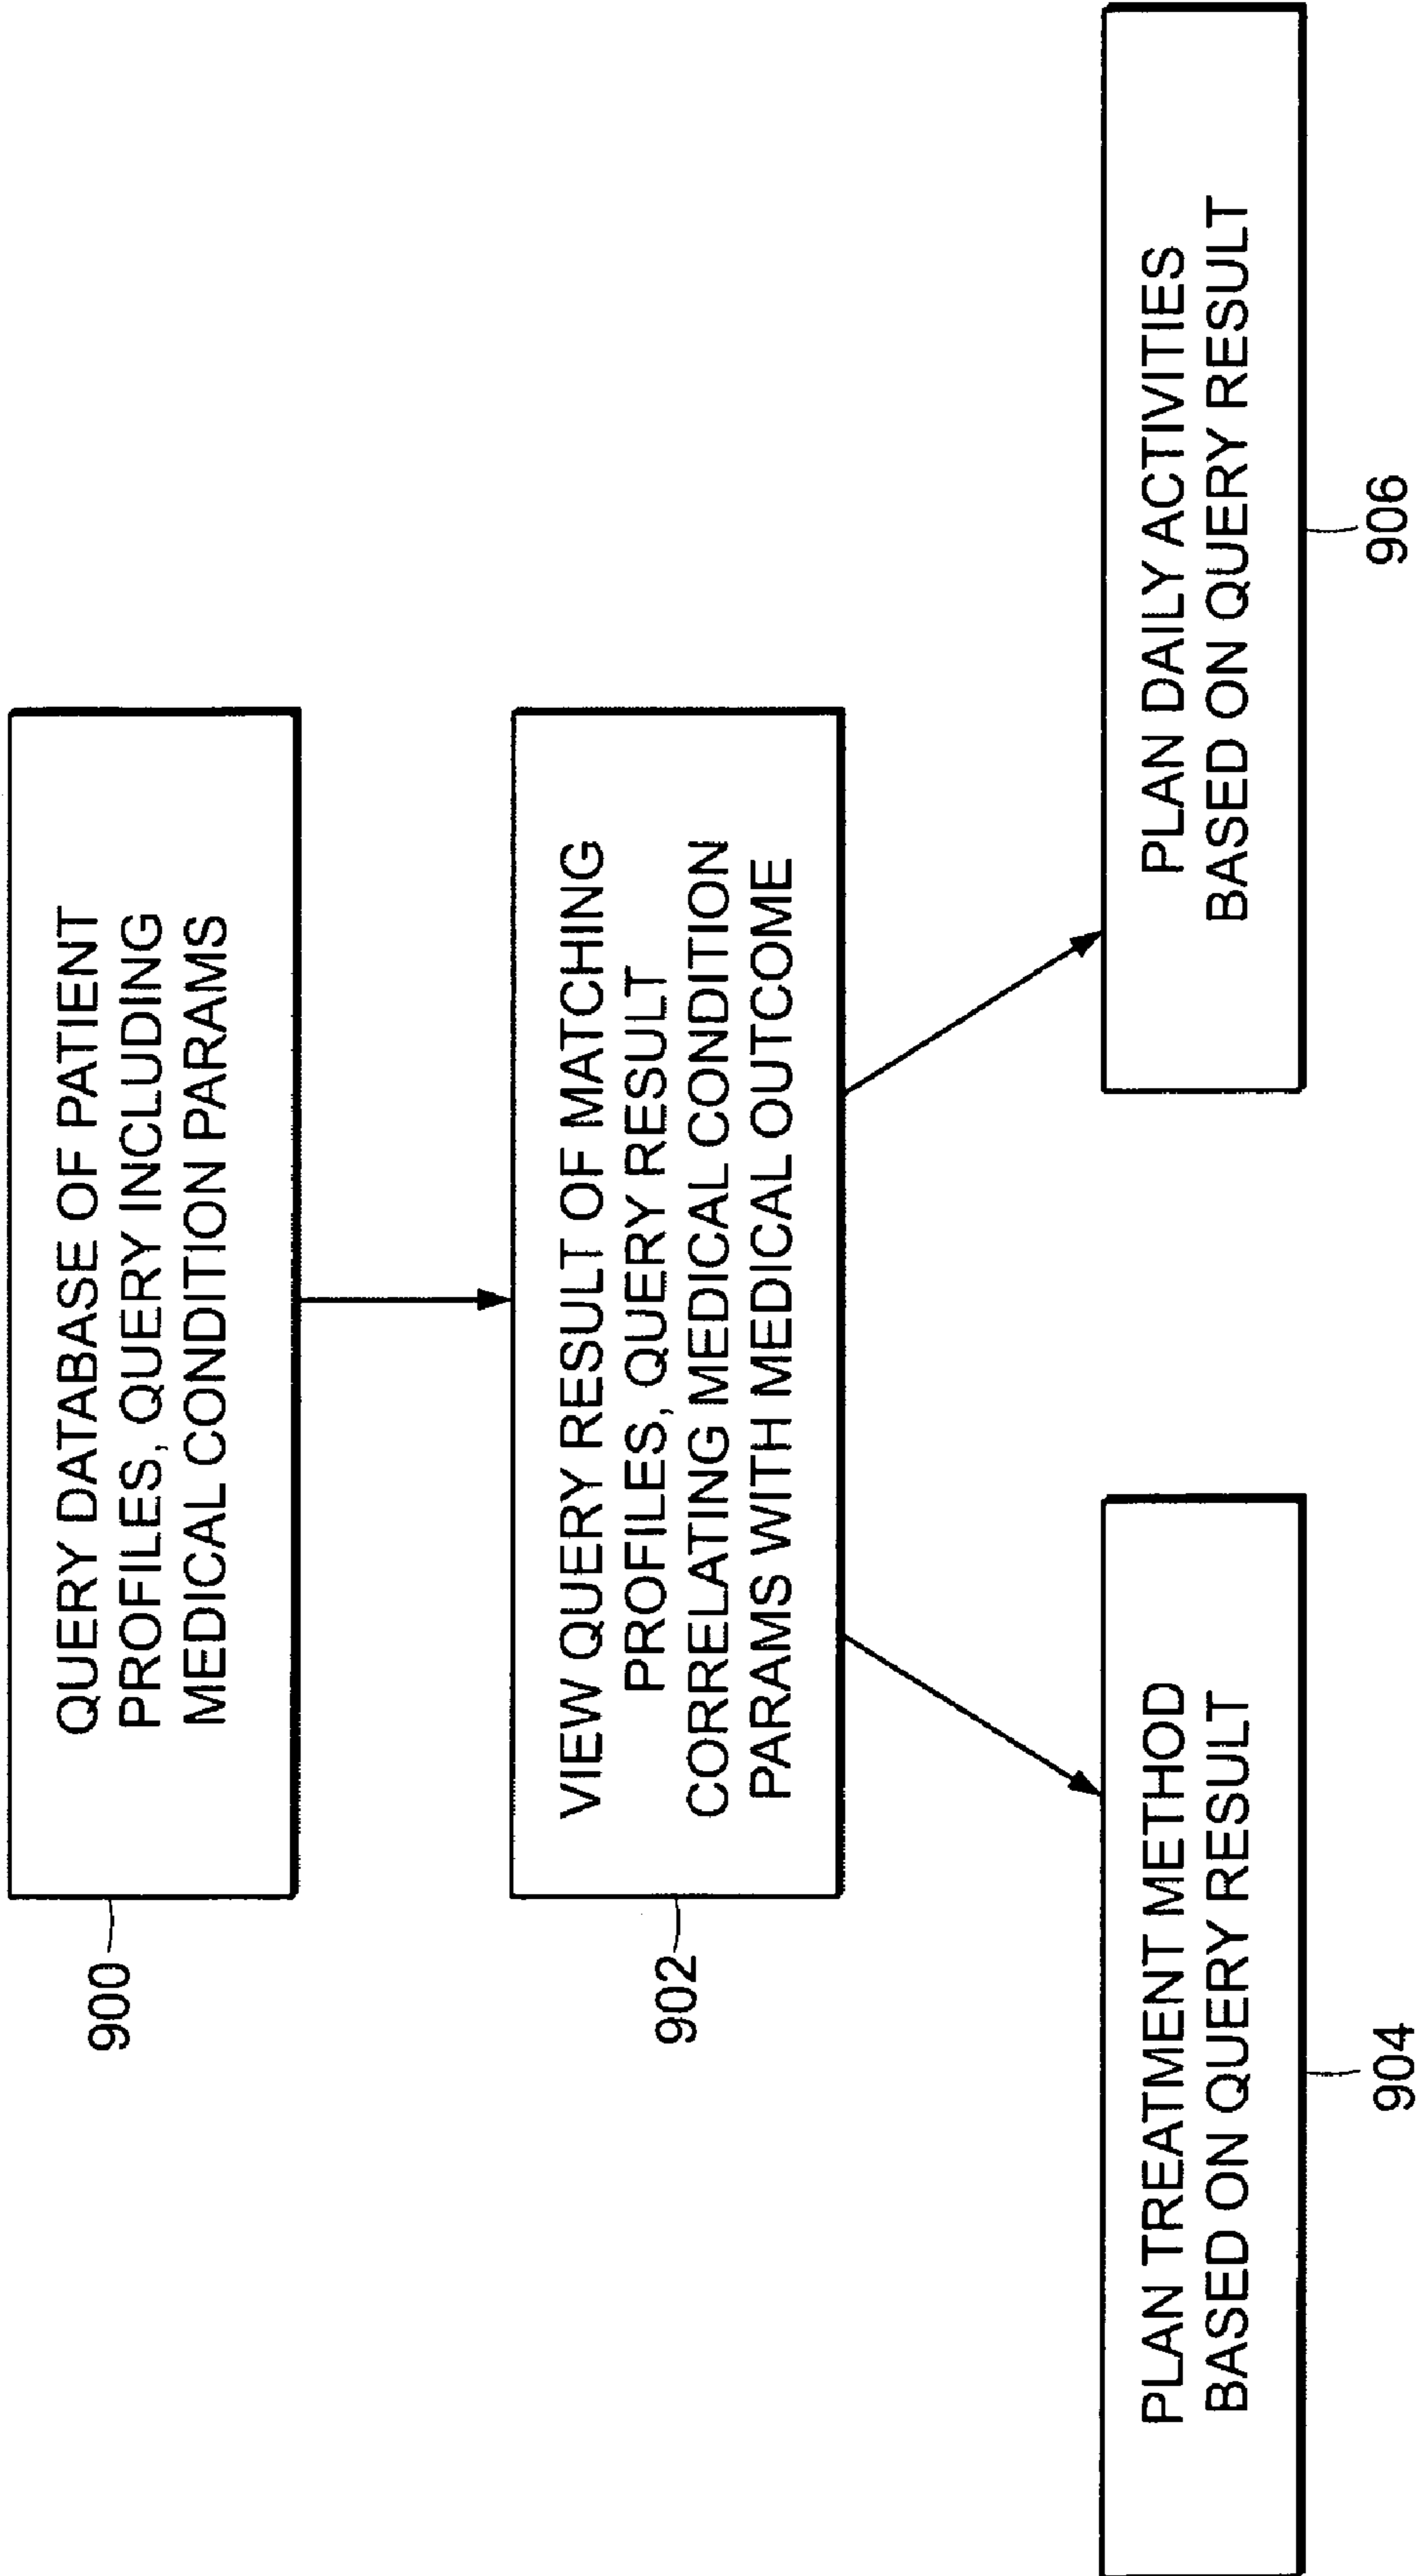 QUERY DATABASE OF PATIENT
PROFILES, QUERY INCLUDING
MEDICAL CONDITION PARAMS
900
VIEW QUERY RESULT OF MATCHING
PROFILES, QUERY RESULT
CORRELATING MEDICAL CONDITION
PARAMS WITH MEDICAL OUTCOME
902
PLAN TREATMENT METHOD
BASED ON QUERY RESULT
904
PLAN DAILY ACTIVITIES
BASED ON QUERY RESULT
906